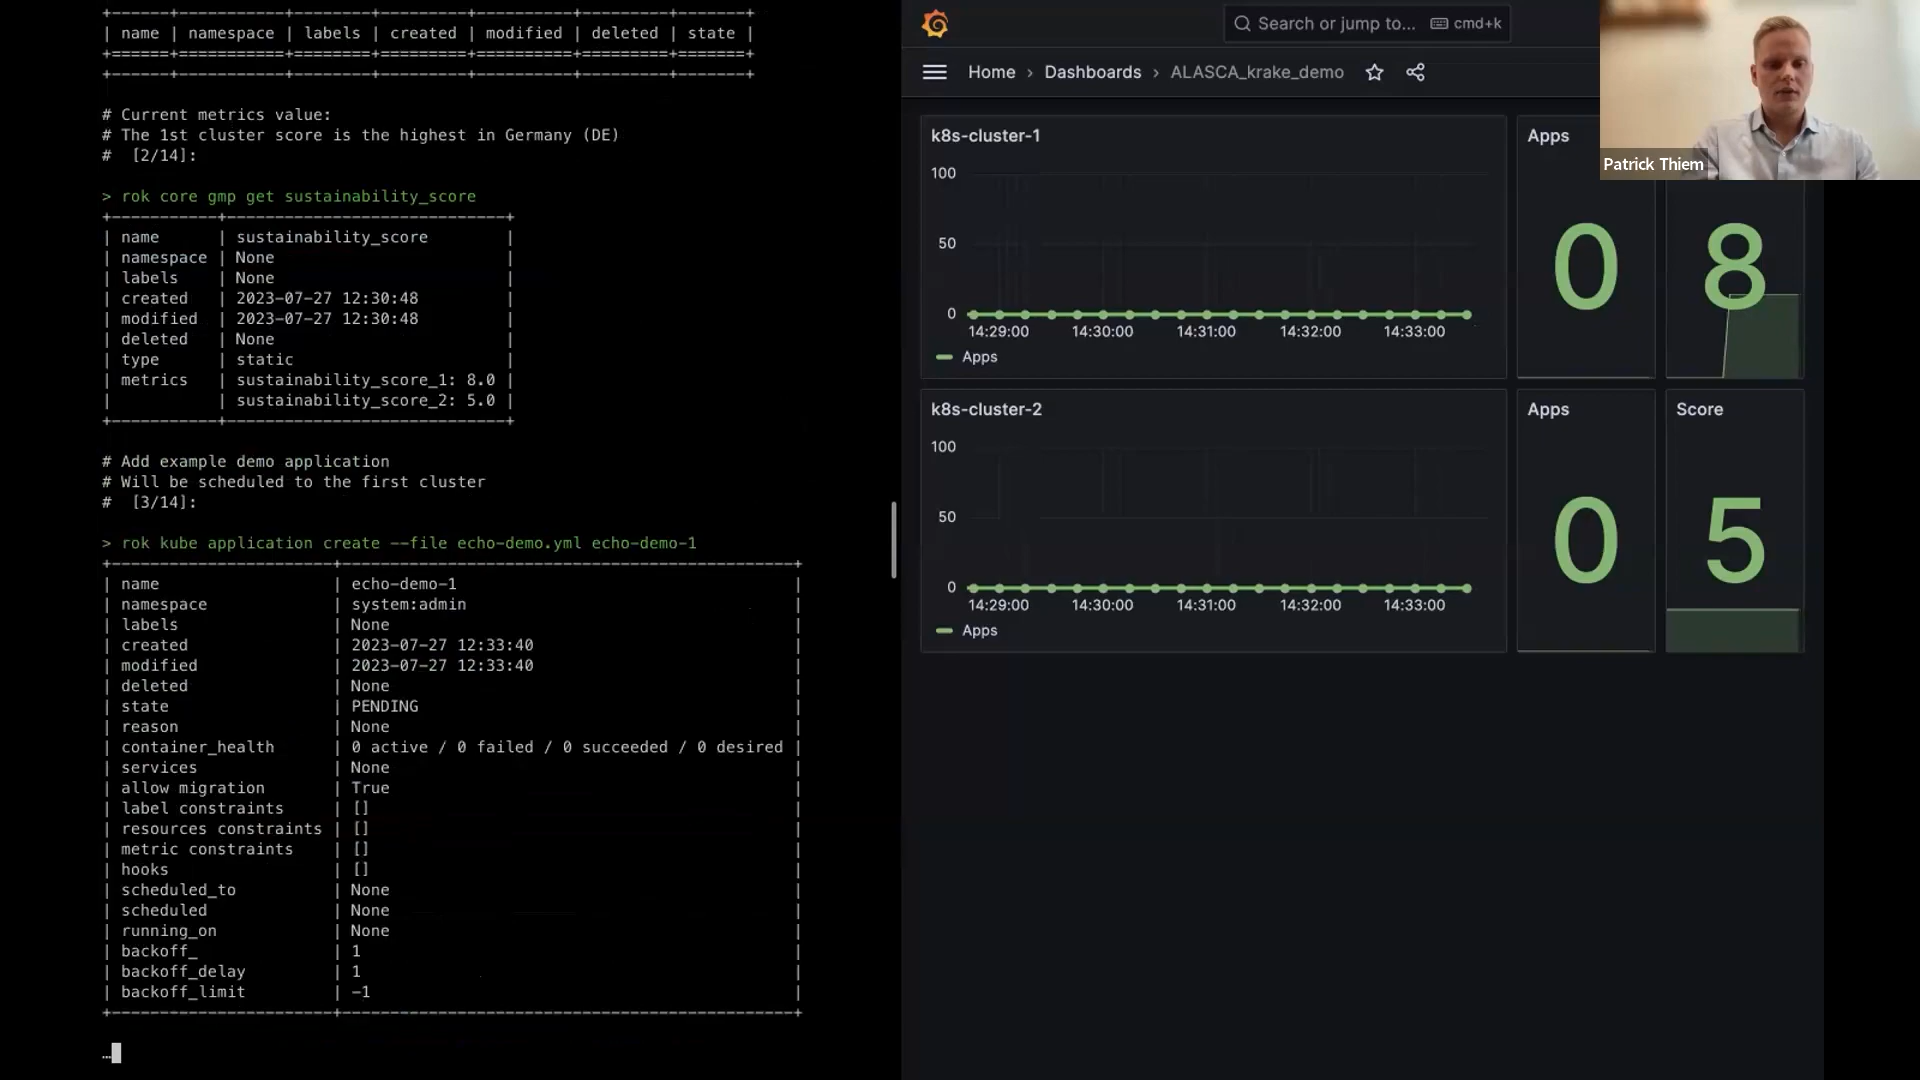 | name | namespace | labels | created | modified | deleted | state |
# Current metrics value:
# The 1st cluster score is the highest in Germany (DE)
# [2/14]:
> rok core gmp get sustainability_score
| name | sustainability_score |
| namespace | None |
| labels | None |
| created | 2023-07-27 12:30:48 |
| modified | 2023-07-27 12:30:48 |
| deleted | None |
| type | static |
| metrics | sustainability_score_1: 8.0 |
| | sustainability_score_2: 5.0 |
# Add example demo application
# Will be scheduled to the first cluster
# [3/14]:
> rok kube application create --file echo-demo.yml echo-demo-1
| name | echo-demo-1 |
| namespace | system:admin |
| labels | None |
| created | 2023-07-27 12:33:40 |
| modified | 2023-07-27 12:33:40 |
| deleted | None |
| state | PENDING |
| reason | None |
| container_health | 0 active / 0 failed / 0 succeeded / 0 desired |
| services | None |
| allow migration | True |
| label constraints | [] |
| resources constraints | [] |
| metric constraints | [] |
| hooks | [] |
| scheduled_to | None |
| scheduled | None |
| running_on | None |
| backoff_ | 1 |
| backoff_delay | 1 |
| backoff_limit | -1 |
…
Search or jump to... cmd+k
Home › Dashboards › ALASCA_krake_demo
Patrick Thiem
k8s-cluster-1
100
50
0
14:29:00 14:30:00 14:31:00 14:32:00 14:33:00
Apps
Apps
0
8
k8s-cluster-2
100
50
0
14:29:00 14:30:00 14:31:00 14:32:00 14:33:00
Apps
Apps
0
Score
5